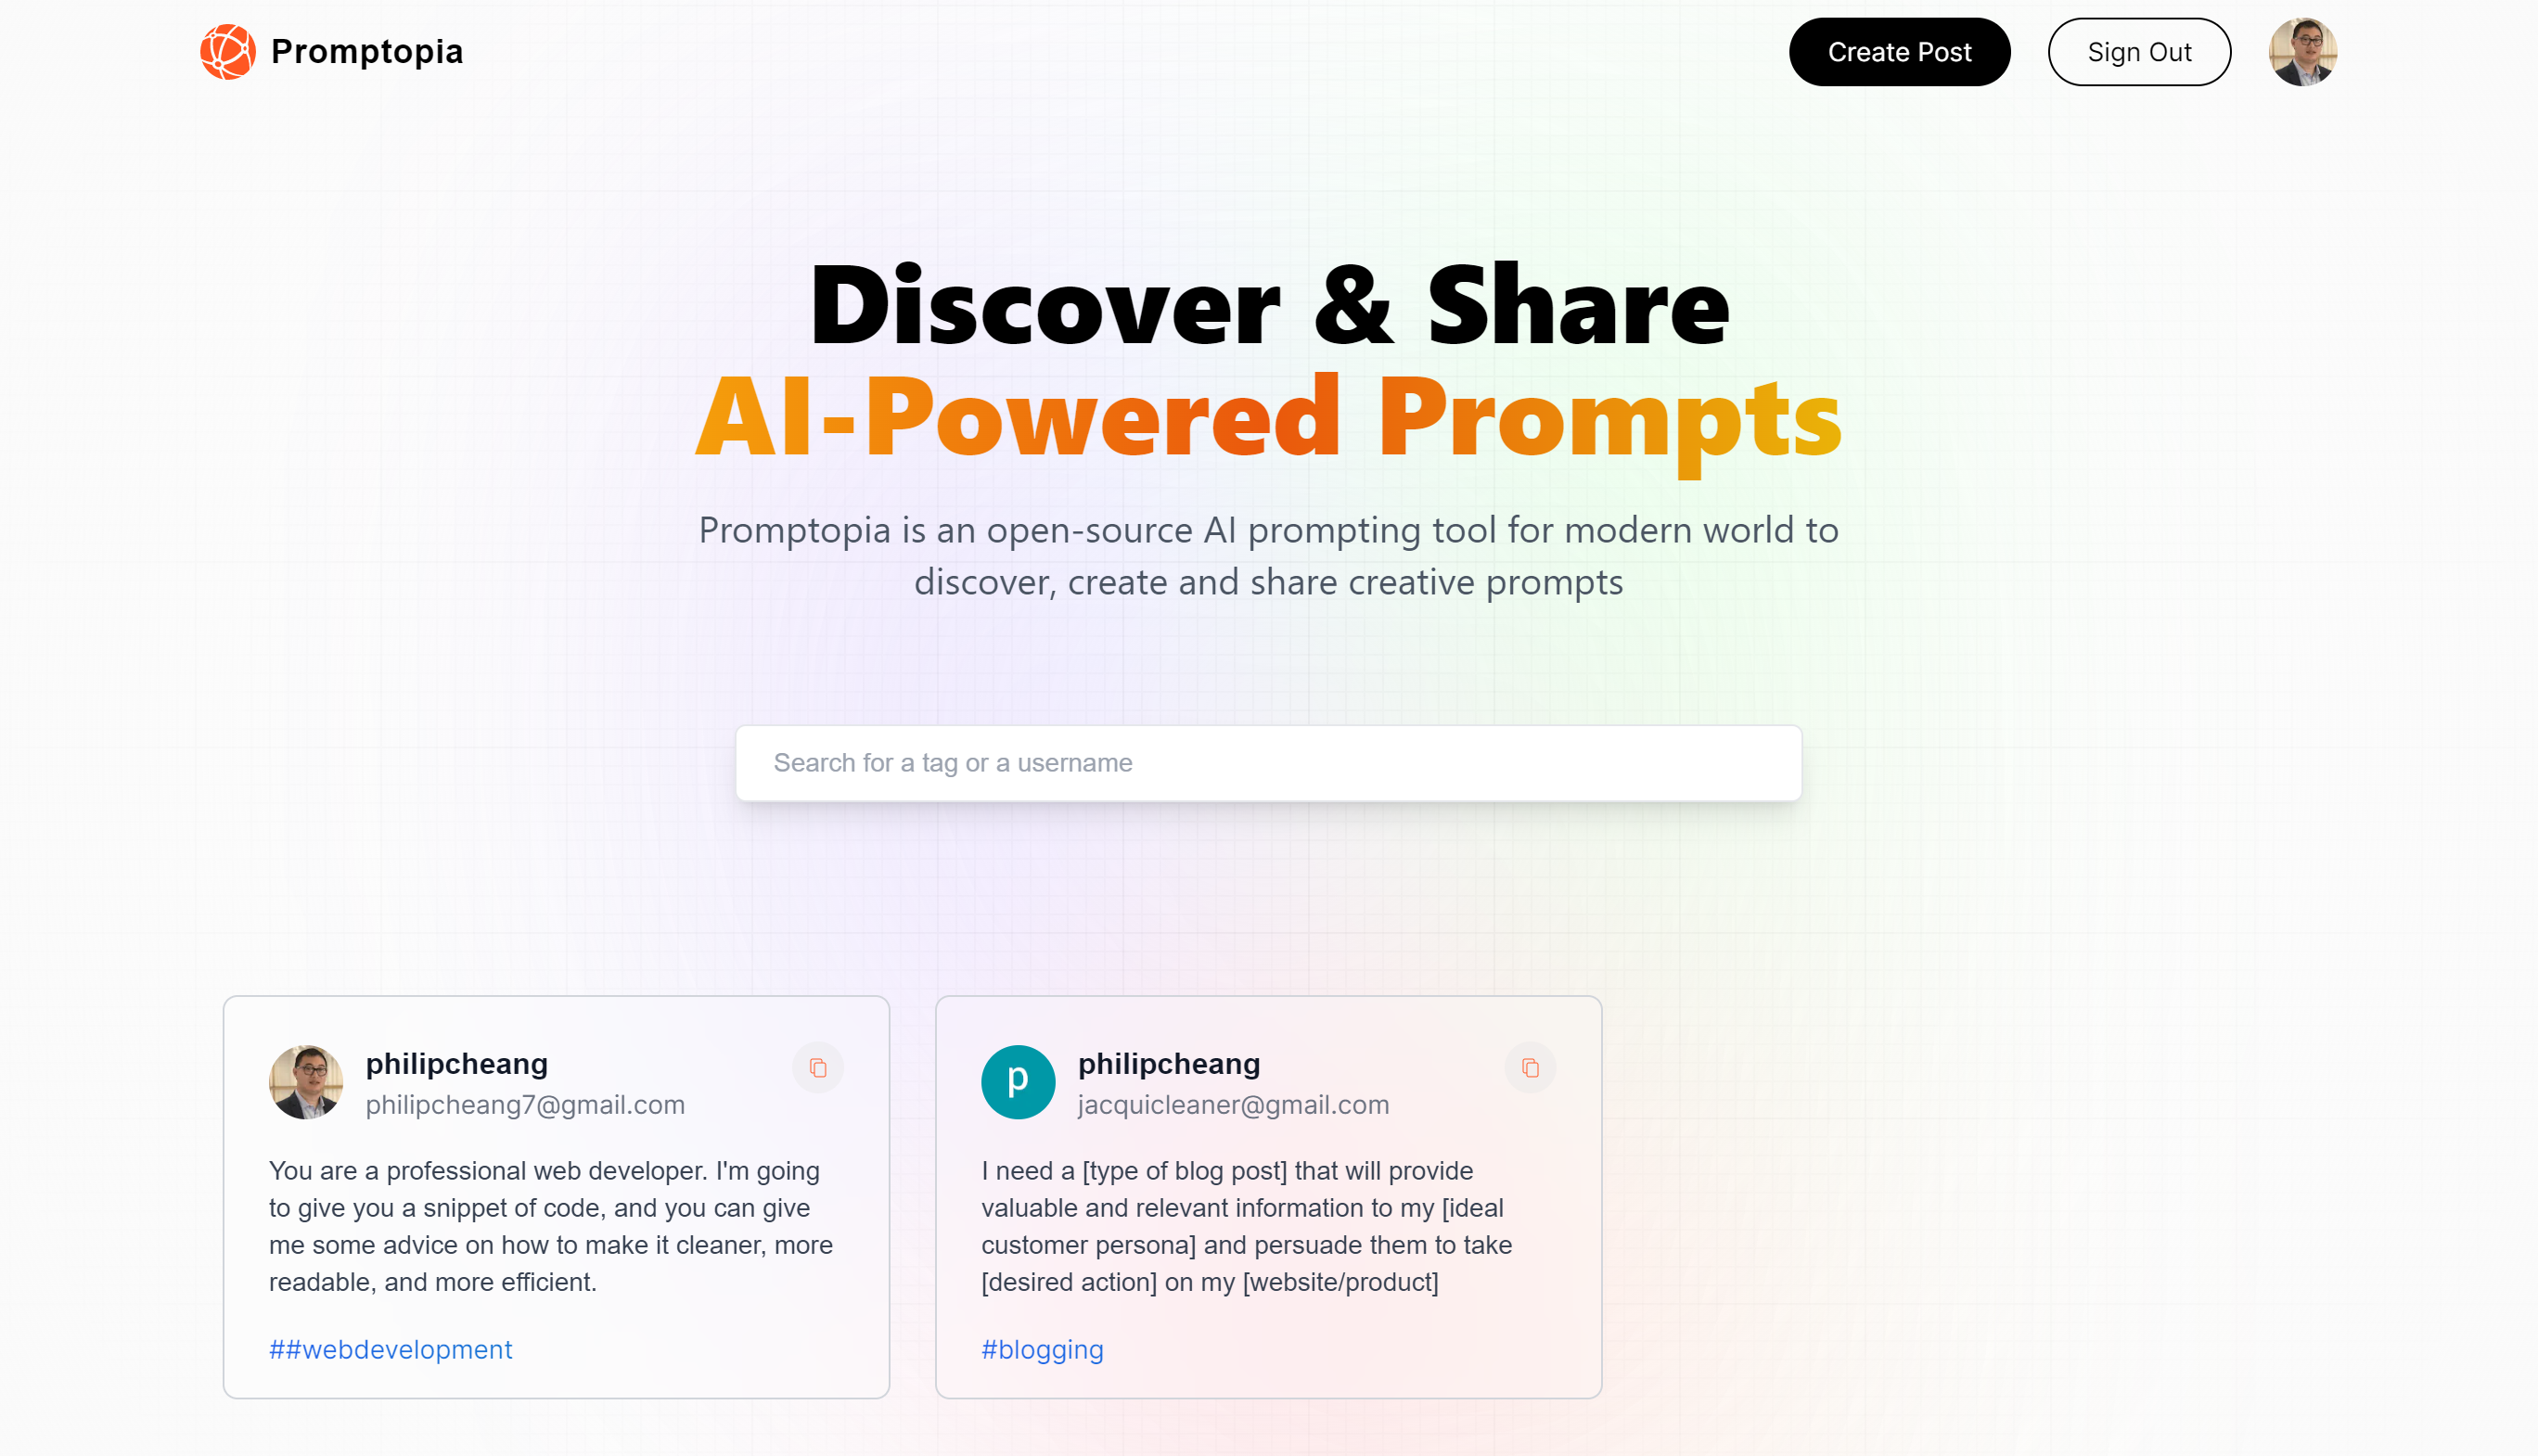 Promptopia
Create Post
Sign Out
Discover & Share
AI-Powered Prompts
Promptopia is an open-source AI prompting tool for modern world to
discover, create and share creative prompts
Search for a tag or a username
philipcheang
philipcheang7@gmail.com
You are a professional web developer. I'm going
to give you a snippet of code, and you can give
me some advice on how to make it cleaner, more
readable, and more efficient.
##webdevelopment
p
philipcheang
jacquicleaner@gmail.com
I need a [type of blog post] that will provide
valuable and relevant information to my [ideal
customer persona] and persuade them to take
[desired action] on my [website/product]
#blogging